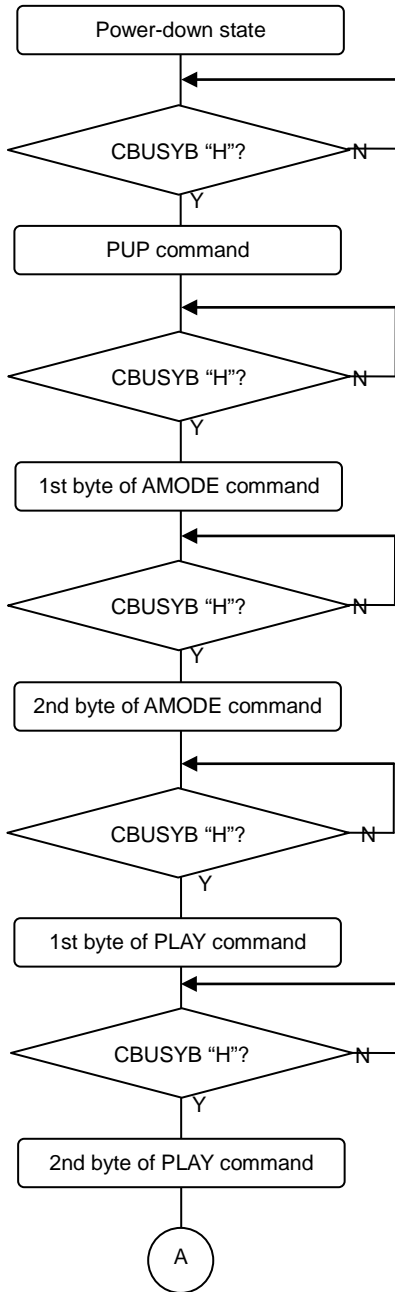 Power-down state
CBUSYB “H”?
N
Y
PUP command
CBUSYB “H”?
N
Y
1st byte of AMODE command
CBUSYB “H”?
N
Y
2nd byte of AMODE command
CBUSYB “H”?
N
Y
1st byte of PLAY command
CBUSYB “H”?
N
Y
2nd byte of PLAY command
A